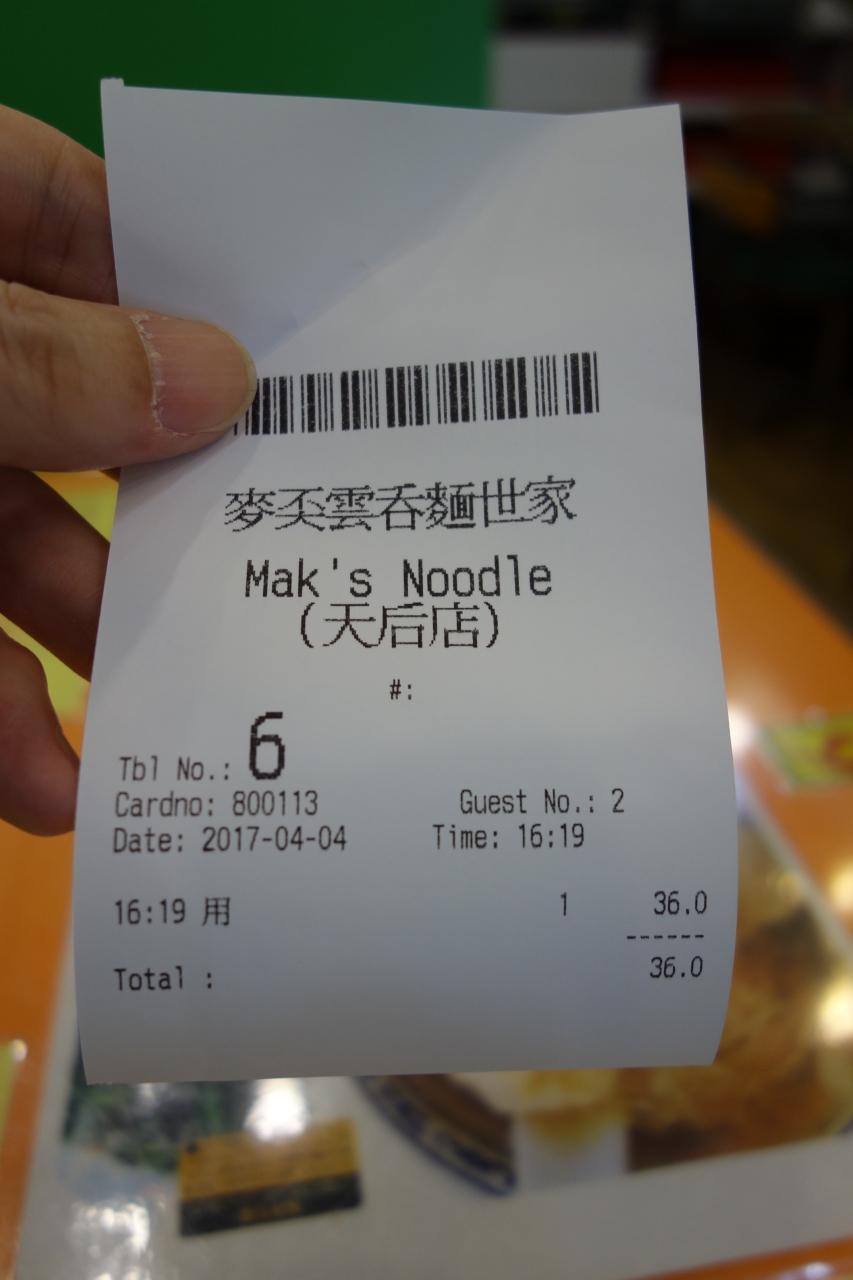 麥奀雲呑麵世家
Mak's Noodle
(天后店)
#:
Tbl No.: 6
Cardno: 800113 Guest No.: 2
Date: 2017-04-04 Time: 16:19
16:19 用 1 36.0
------
Total : 36.0